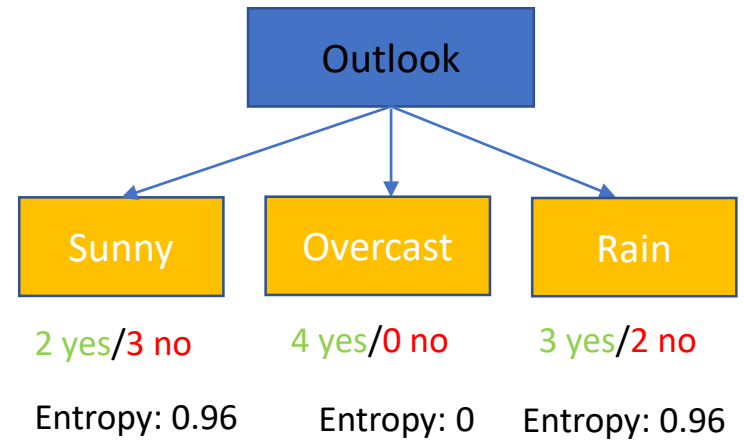 Outlook
Sunny
Overcast
Rain
2 yes/3 no
4 yes/0 no
3 yes/2 no
Entropy: 0.96
Entropy: 0
Entropy: 0.96